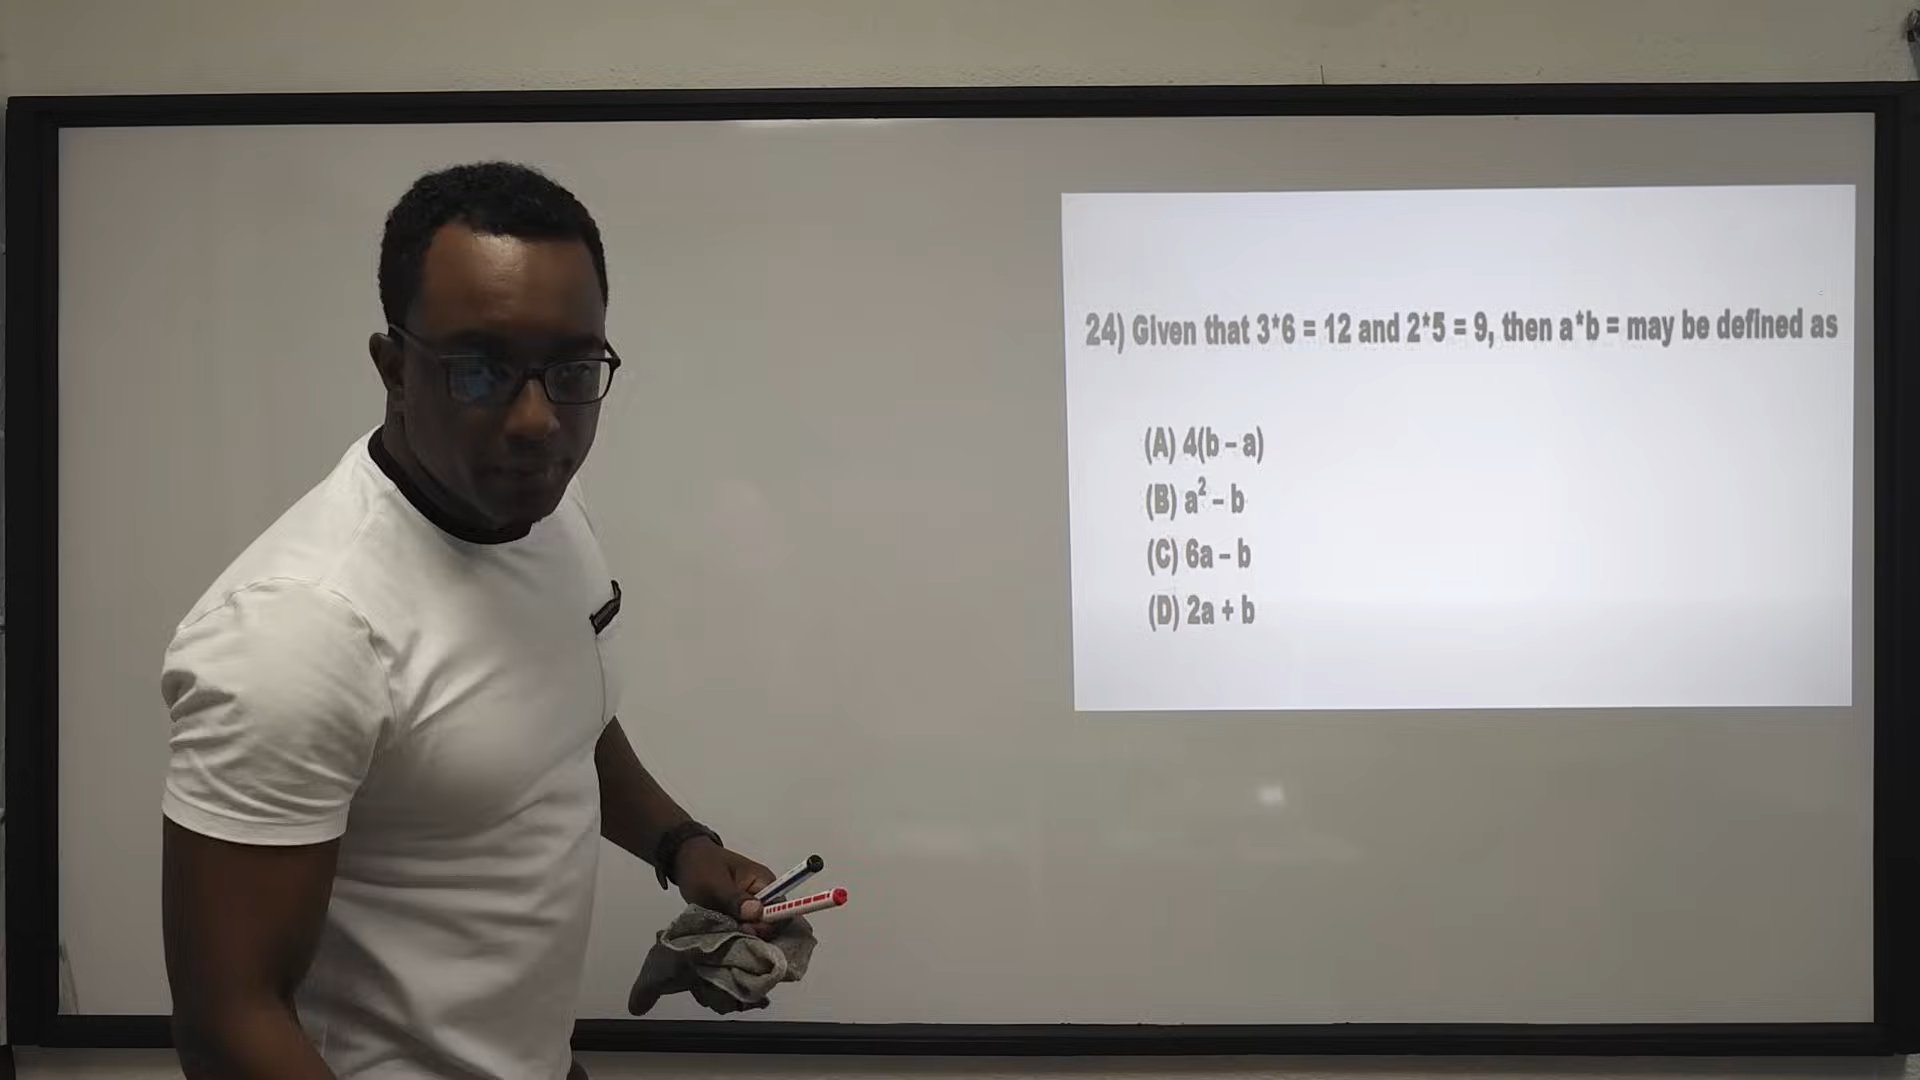 24) Given that 3*6 = 12 and 2*5 = 9, then a*b = may be defined as
(A) 4(b – a)
(B) a² – b
(C) 6a – b
(D) 2a + b